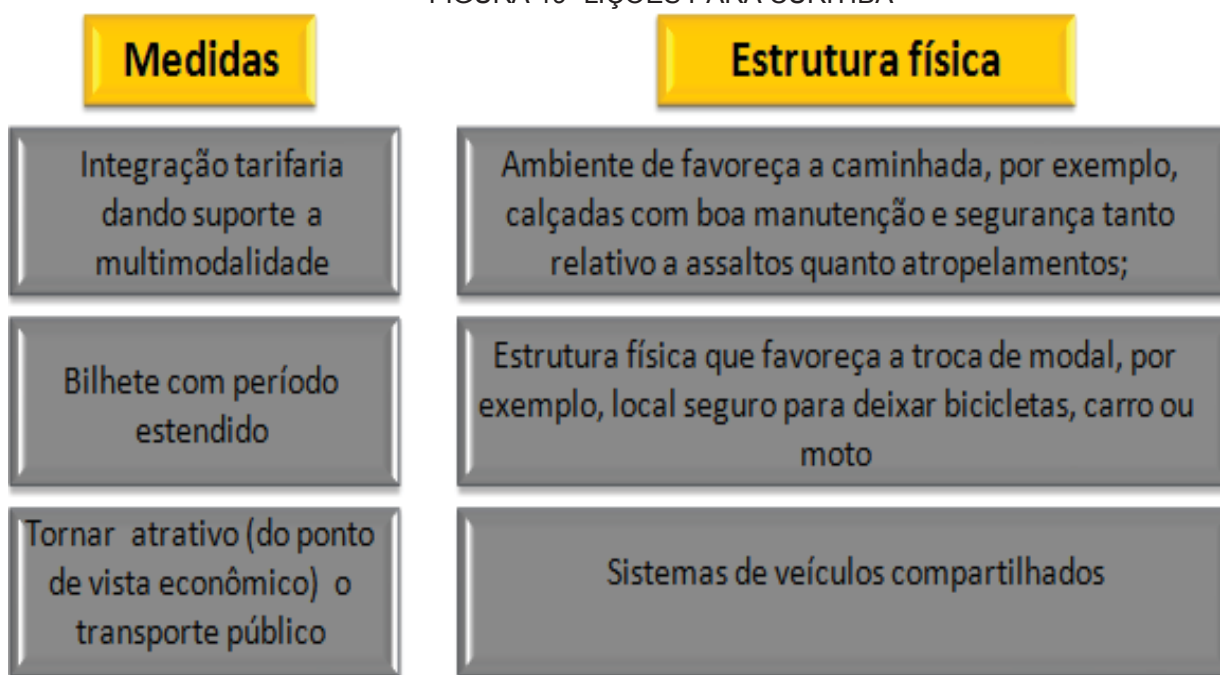 Medidas
Integração tarifaria
dando suporte a
multimodalidade
Bilhete com período
estendido
Tornar atrativo (do ponto
de vista econômico) o
transporte público
Estrutura física
Ambiente de favoreça a caminhada, por exemplo,
calçadas com boa manutenção e segurança tanto
relativo a assaltos quanto atropelamentos;
Estrutura física que favoreça a troca de modal, por
exemplo, local seguro para deixar bicicletas, carro ou
moto
Sistemas de veículos compartilhados